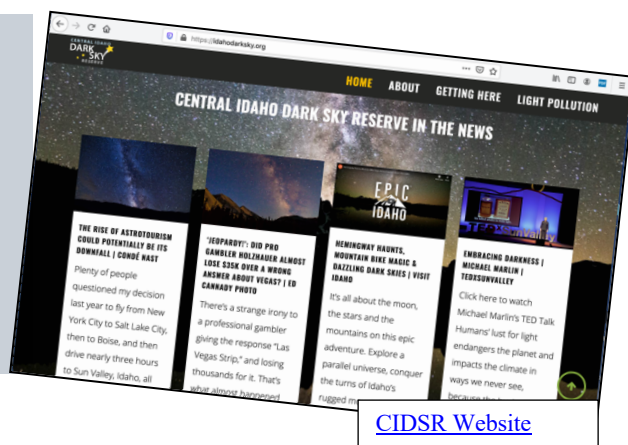 https://idahodarksky.org
CENTRAL IDAHO
DARK
SKY
RESERVE
HOME ABOUT GETTING HERE LIGHT POLLUTION
CENTRAL IDAHO DARK SKY RESERVE IN THE NEWS
THE RISE OF ASTROTOURISM
COULD POTENTIALLY BE ITS
DOWNFALL | CONDÉ NAST
Plenty of people
questioned my decision
last year to fly from New
York City to Salt Lake City,
then to Boise, and then
drive nearly three hours
to Sun Valley, Idaho, all
'JEOPARDY!': DID PRO
GAMBLER HOLZHAUER ALMOST
LOSE $35K OVER A WRONG
ANSWER ABOUT VEGAS? | ED
CANNADY PHOTO
There's a strange irony to
a professional gambler
giving the response "Las
Vegas Strip," and losing
thousands for it. That's
what almost happened
EPIC
IDAHO
HEMINGWAY HAUNTS,
MOUNTAIN BIKE MAGIC &
DAZZLING DARK SKIES | VISIT
IDAHO
It's all about the moon,
the stars and the
mountains on this epic
adventure. Explore a
parallel universe, conquer
the turns of Idaho's
rugged
EMBRACING DARKNESS |
MICHAEL MARLIN |
TEDXSUNVALLEY
Click here to watch
Michael Marlin's TED Talk
Humans' lust for light
endangers the planet and
impacts the climate in
ways we never see,
because the
CIDSR Website